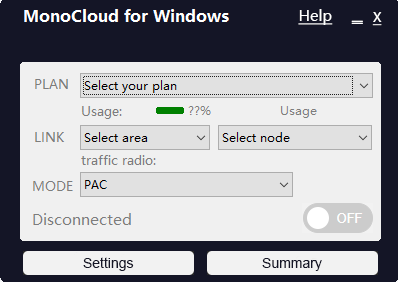 MonoCloud for Windows Help _ X
PLAN Select your plan
Usage: ??% Usage
LINK Select area Select node
traffic radio:
MODE PAC
Disconnected OFF
Settings Summary